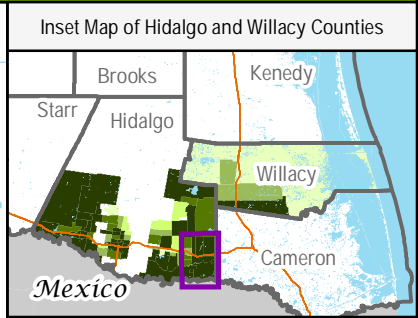 Inset Map of Hidalgo and Willacy Counties
Brooks
Kenedy
Starr
Hidalgo
Willacy
Cameron
Mexico